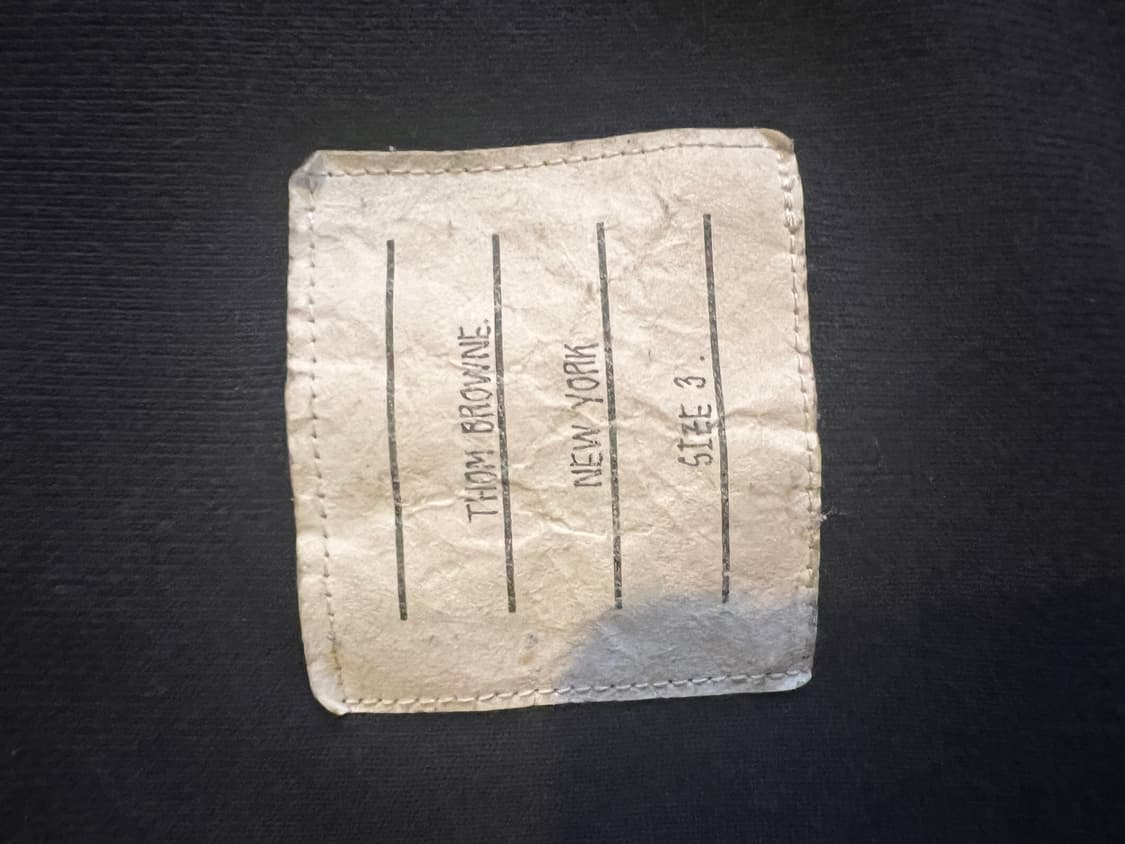 THOM BROWNE.
NEW YORK
SIZE 3 .